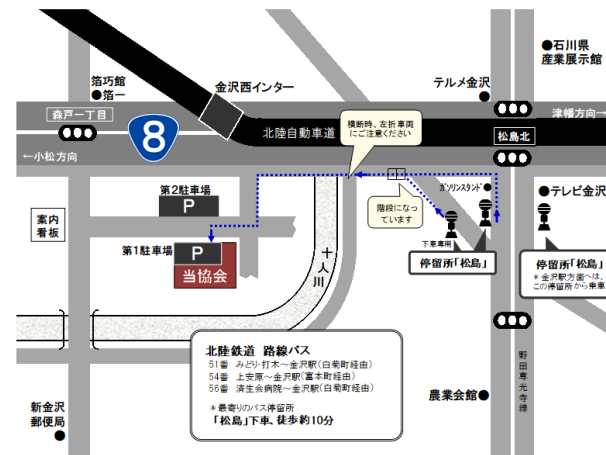 ●石川県
産業展示館
箔巧館
●箔一
金沢西インター
テルメ金沢
●
森戸一丁目
8
横断時、左折車両
にご注意ください
津幡方向→
北陸自動車道
松島北
←小松方向
第2駐車場
P
階段になっ
ています
ガソリンスタンド●
●テレビ金沢
案内
看板
第1駐車場
P
当協会
十人川
下車専用
停留所「松島」
停留所「松島」
＊金沢駅方面へは、
この停留所から乗車
北陸鉄道 路線バス
51番 みどり・打木～金沢駅(白菊町経由)
54番 上安原～金沢駅(富本町経由)
56番 済生会病院～金沢駅(白菊町経由)
＊最寄りのバス停留所
「松島」下車、徒歩約10分
野田専光寺線
農業会館●
新金沢
郵便局
●